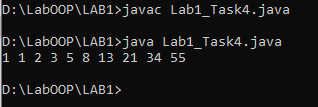 D:\LabOOP\LAB1>javac Lab1_Task4.java
D:\LabOOP\LAB1>java Lab1_Task4.java
1 1 2 3 5 8 13 21 34 55
D:\LabOOP\LAB1>